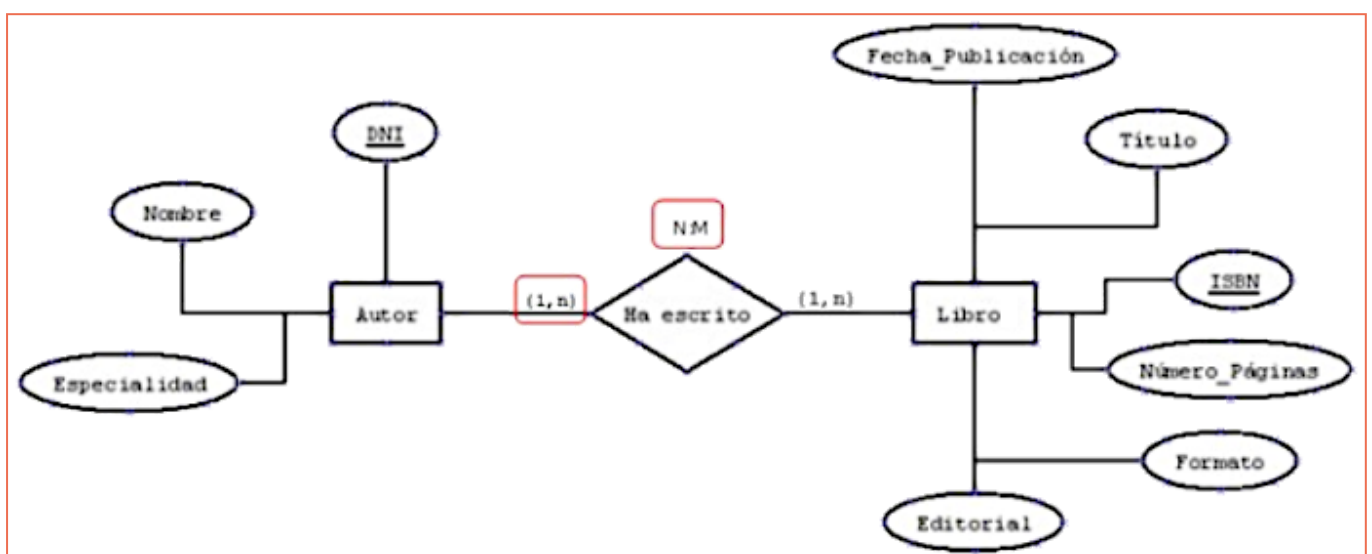 Fecha_Publicación
DNI
Título
Nombre
N:M
ISBN
Autor
(1,n)
Ha escrito
(1,n)
Libro
Especialidad
Número_Páginas
Formato
Editorial